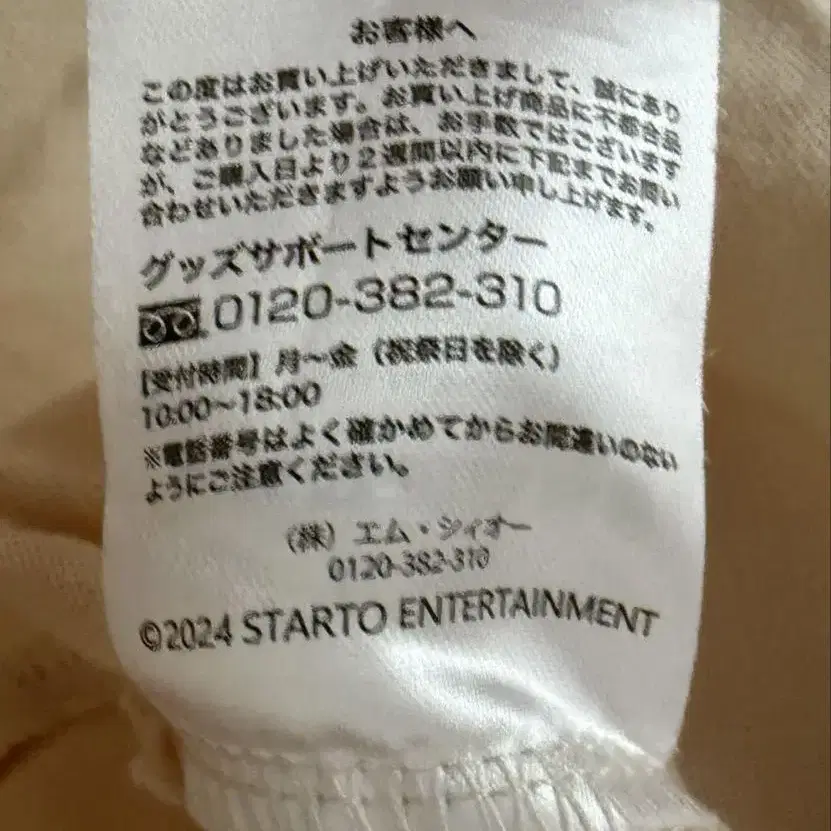 お客様へ
この度はお買い上げいただきまして、誠にあり
がとうございます。お買い上げ商品に不都合品
などありました場合は、お手数ではございます
が、ご購入日より2週間以内に下記までお問い
合わせいただきますようお願い申し上げます。
グッズサポートセンター
0120-382-310
【受付時間】月〜金（祝祭日を除く）
10:00〜18:00
※電話番号はよく確かめてからお間違いのない
ようにご注意ください。
（株）エム・シィオー
0120-382-310
©2024 STARTO ENTERTAINMENT